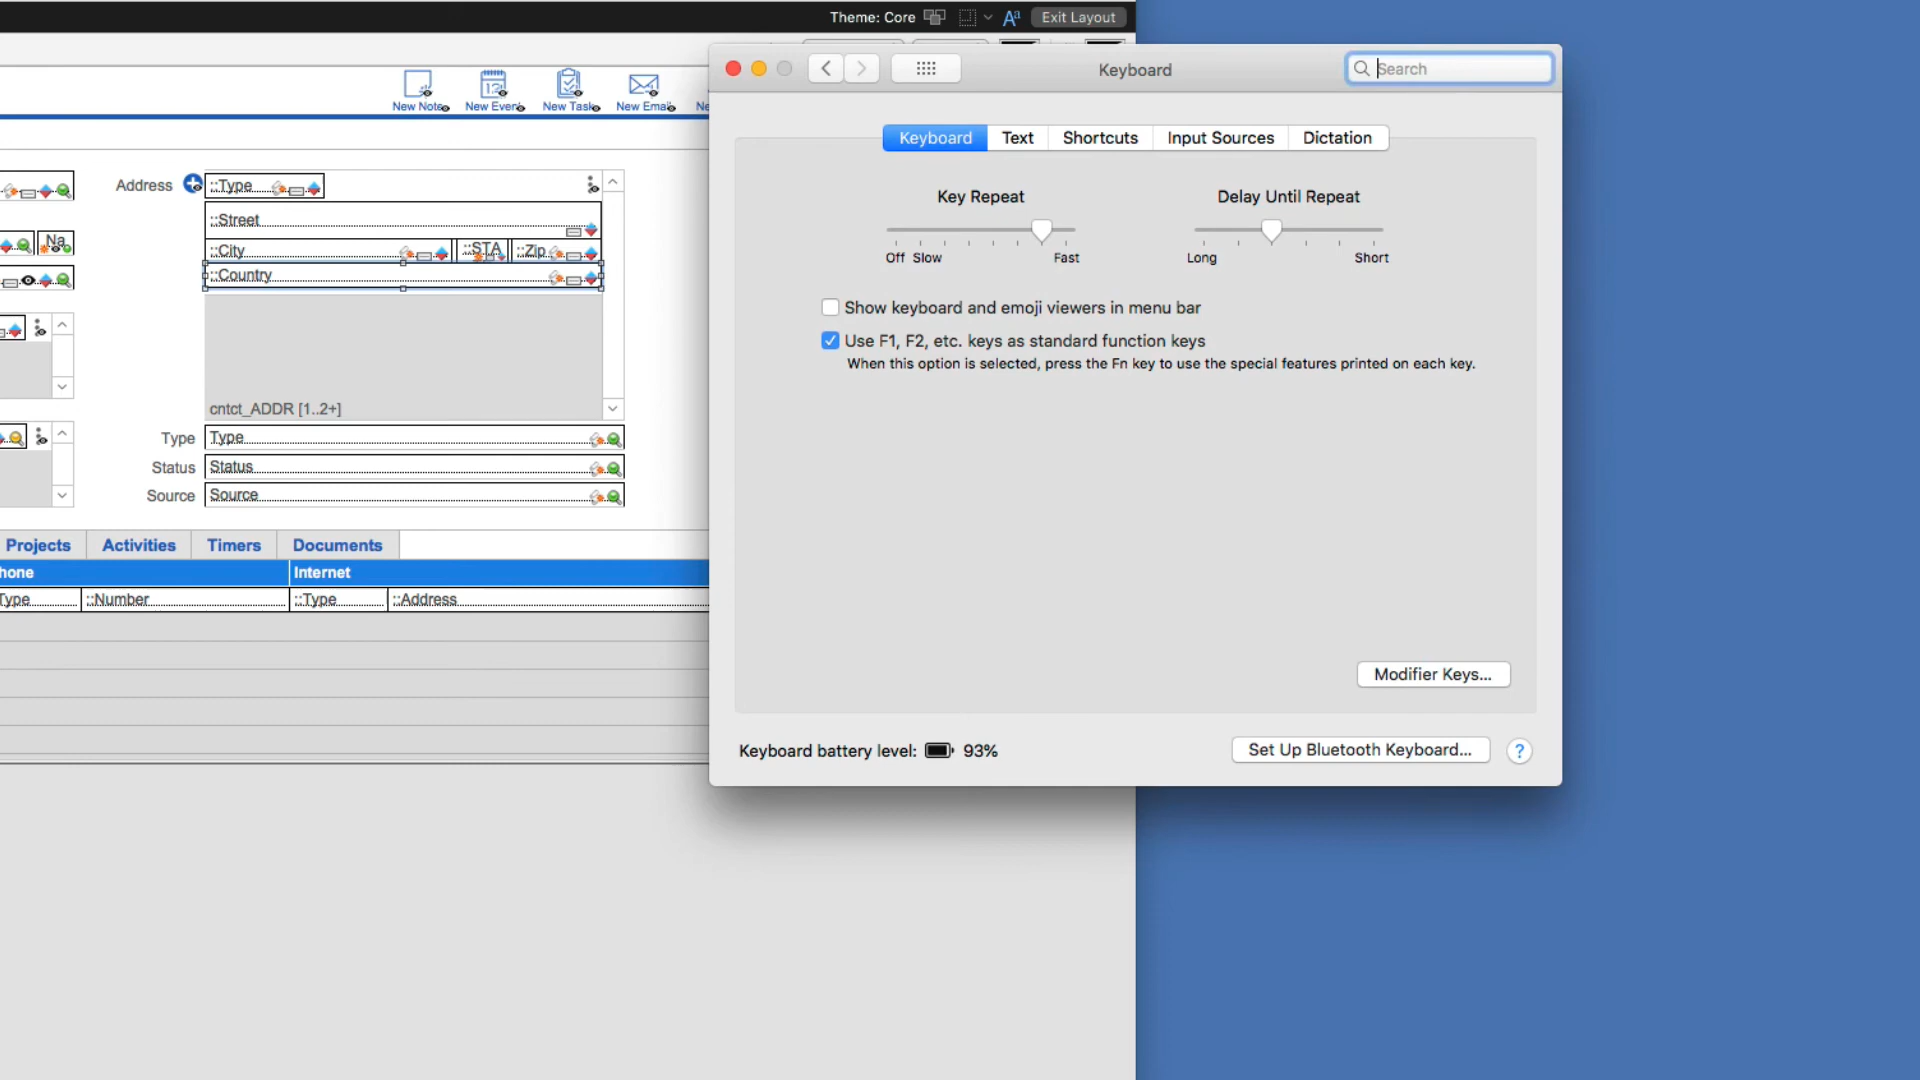 Theme: Core
Aa
Exit Layout
New Note
New Event
New Task
New Email
Ne
Keyboard
Search
Keyboard
Text
Shortcuts
Input Sources
Dictation
Key Repeat
Delay Until Repeat
Off
Slow
Fast
Long
Short
Show keyboard and emoji viewers in menu bar
Use F1, F2, etc. keys as standard function keys
When this option is selected, press the Fn key to use the special features printed on each key.
Modifier Keys...
Keyboard battery level:
93%
Set Up Bluetooth Keyboard...
?
Address
::Type
::Street
::City
::STA
::Zip
::Country
Na
cntct_ADDR [1..2+]
Type
Type
Status
Status
Source
Source
Projects
Activities
Timers
Documents
hone
Internet
Type
::Number
::Type
::Address